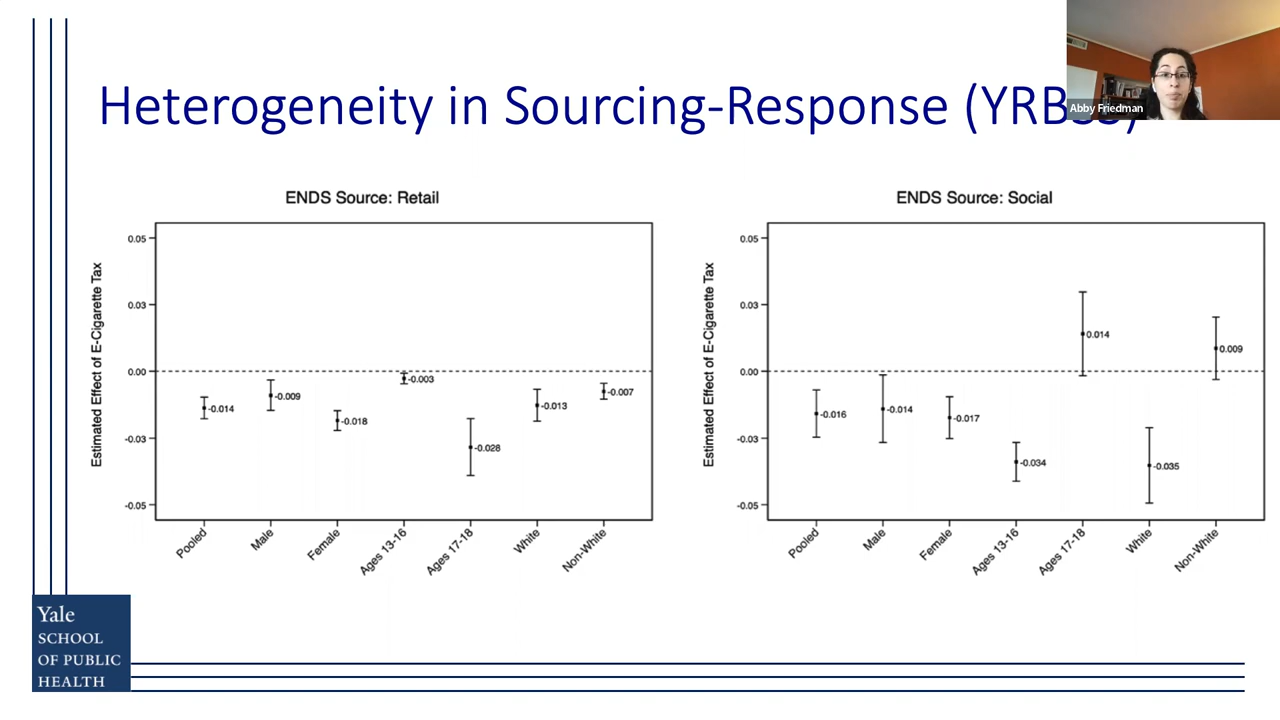 Heterogeneity in Sourcing-Response
Abby Friedman
ENDS Source: Retail
Estimated Effect of E-Cigarette Tax
0.05
0.03
0.00
-0.03
-0.05
-0.014
-0.009
-0.018
-0.003
-0.028
-0.013
-0.007
Pooled
Male
Female
Ages 13-16
Ages 17-18
White
Non-White
ENDS Source: Social
Estimated Effect of E-Cigarette Tax
0.05
0.03
0.00
-0.03
-0.05
-0.016
-0.014
-0.017
-0.034
0.014
-0.035
0.009
Pooled
Male
Female
Ages 13-16
Ages 17-18
White
Non-White
Yale
SCHOOL
OF PUBLIC
HEALTH